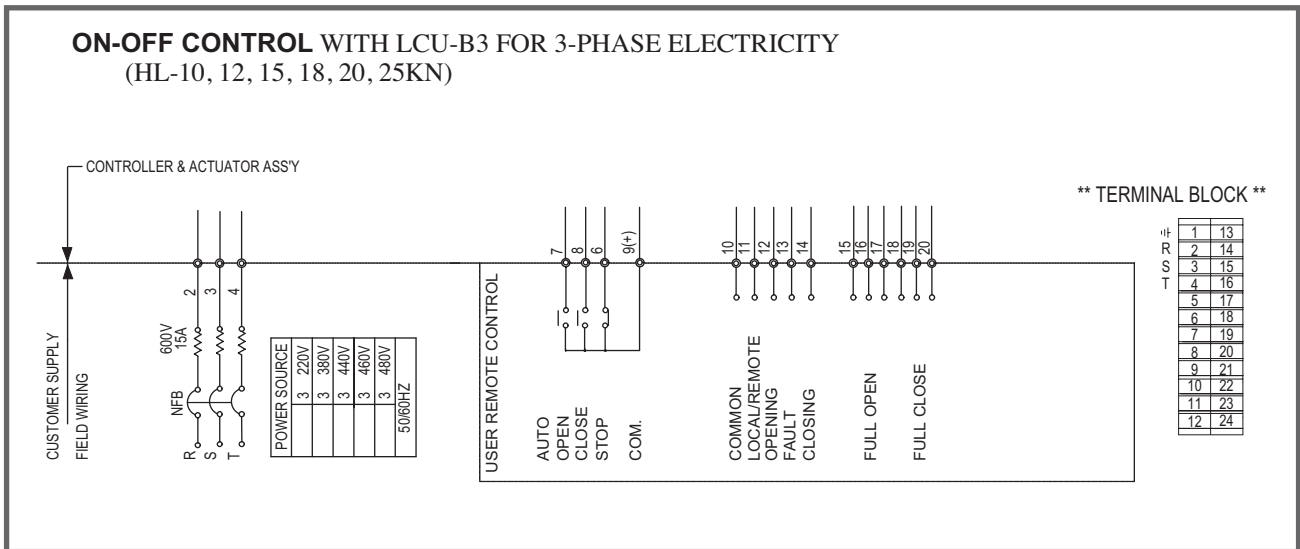 ON-OFF CONTROL WITH LCU-B3 FOR 3-PHASE ELECTRICITY
(HL-10, 12, 15, 18, 20, 25KN)
CONTROLLER & ACTUATOR ASS'Y
CUSTOMER SUPPLY
FIELD WIRING
2
3
4
600V
15A
NFB
R
S
T
POWER SOURCE
3 220V
3 380V
3 440V
3 460V
3 480V
50/60HZ
USER REMOTE CONTROL
7
8
6
9(+)
AUTO
OPEN
CLOSE
STOP
COM.
10
11
12
13
14
COMMON
LOCAL/REMOTE
OPENING
FAULT
CLOSING
15
16
17
18
19
20
FULL OPEN
FULL CLOSE
** TERMINAL BLOCK **
1 13
R 2 14
S 3 15
T 4 16
5 17
6 18
7 19
8 20
9 21
10 22
11 23
12 24